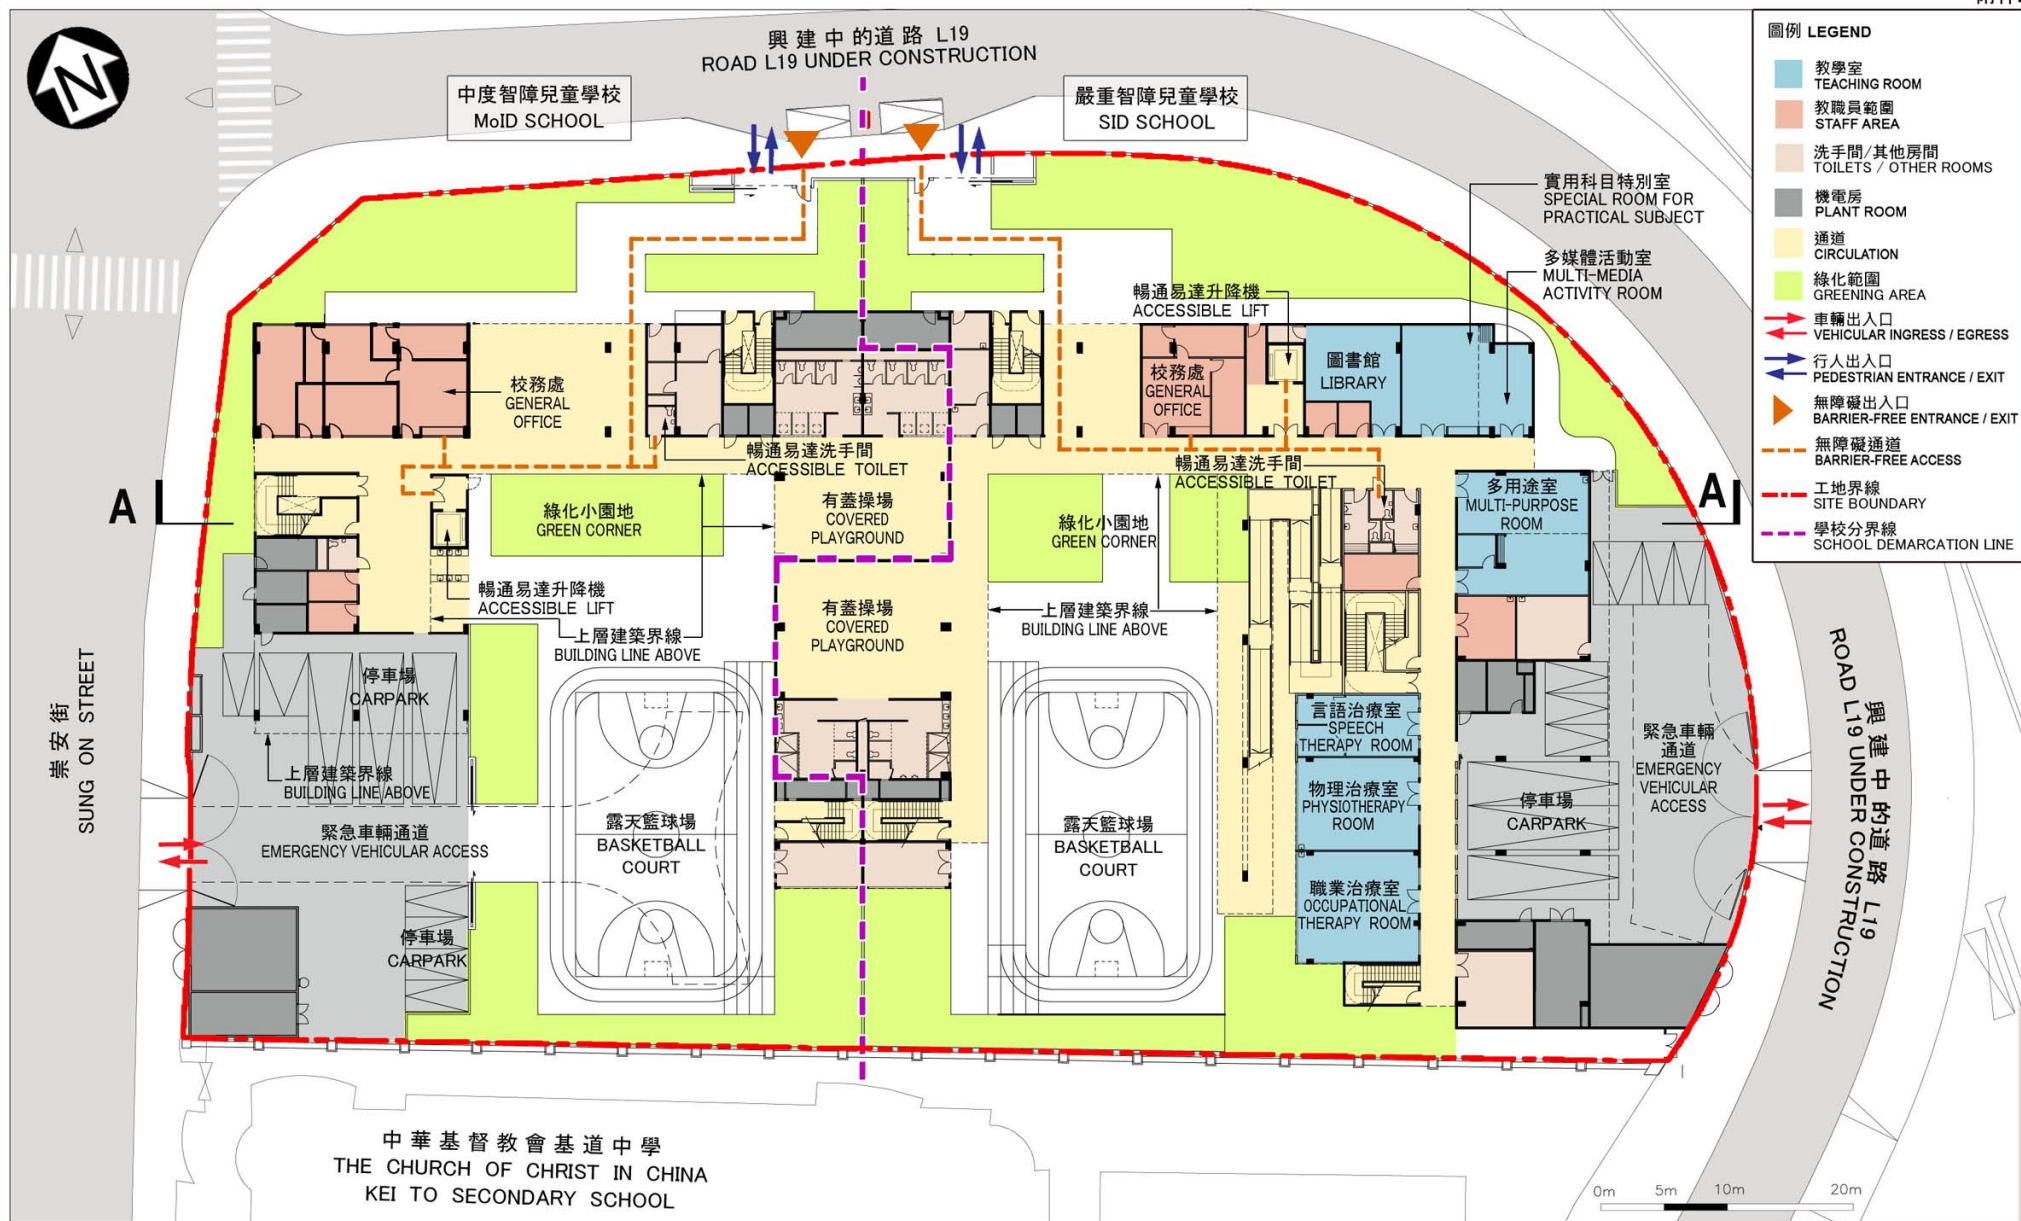 興建中的道路 L19
ROAD L19 UNDER CONSTRUCTION
N
中度智障兒童學校
MoID SCHOOL
嚴重智障兒童學校
SID SCHOOL
圖例 LEGEND
教學室
TEACHING ROOM
教職員範圍
STAFF AREA
洗手間/其他房間
TOILETS / OTHER ROOMS
機電房
PLANT ROOM
通道
CIRCULATION
綠化範圍
GREENING AREA
車輛出入口
VEHICULAR INGRESS / EGRESS
行人出入口
PEDESTRIAN ENTRANCE / EXIT
無障礙出入口
BARRIER-FREE ENTRANCE / EXIT
無障礙通道
BARRIER-FREE ACCESS
工地界線
SITE BOUNDARY
學校分界線
SCHOOL DEMARCATION LINE
實用科目特別室
SPECIAL ROOM FOR
PRACTICAL SUBJECT
多媒體活動室
MULTI-MEDIA
ACTIVITY ROOM
暢通易達升降機
ACCESSIBLE LIFT
校務處
GENERAL
OFFICE
校務處
GENERAL
OFFICE
圖書館
LIBRARY
暢通易達洗手間
ACCESSIBLE TOILET
暢通易達洗手間
ACCESSIBLE TOILET
A
A
綠化小園地
GREEN CORNER
有蓋操場
COVERED
PLAYGROUND
綠化小園地
GREEN CORNER
多用途室
MULTI-PURPOSE
ROOM
暢通易達升降機
ACCESSIBLE LIFT
上層建築界線
BUILDING LINE ABOVE
有蓋操場
COVERED
PLAYGROUND
上層建築界線
BUILDING LINE ABOVE
崇安街
SUNG ON STREET
停車場
CARPARK
上層建築界線
BUILDING LINE ABOVE
緊急車輛通道
EMERGENCY VEHICULAR ACCESS
停車場
CARPARK
露天籃球場
BASKETBALL
COURT
露天籃球場
BASKETBALL
COURT
言語治療室
SPEECH
THERAPY ROOM
物理治療室
PHYSIOTHERAPY
ROOM
職業治療室
OCCUPATIONAL
THERAPY ROOM
停車場
CARPARK
緊急車輛
通道
EMERGENCY
VEHICULAR
ACCESS
興建中的道路 L19
ROAD L19 UNDER CONSTRUCTION
中華基督教會基道中學
THE CHURCH OF CHRIST IN CHINA
KEI TO SECONDARY SCHOOL
0m 5m 10m 20m